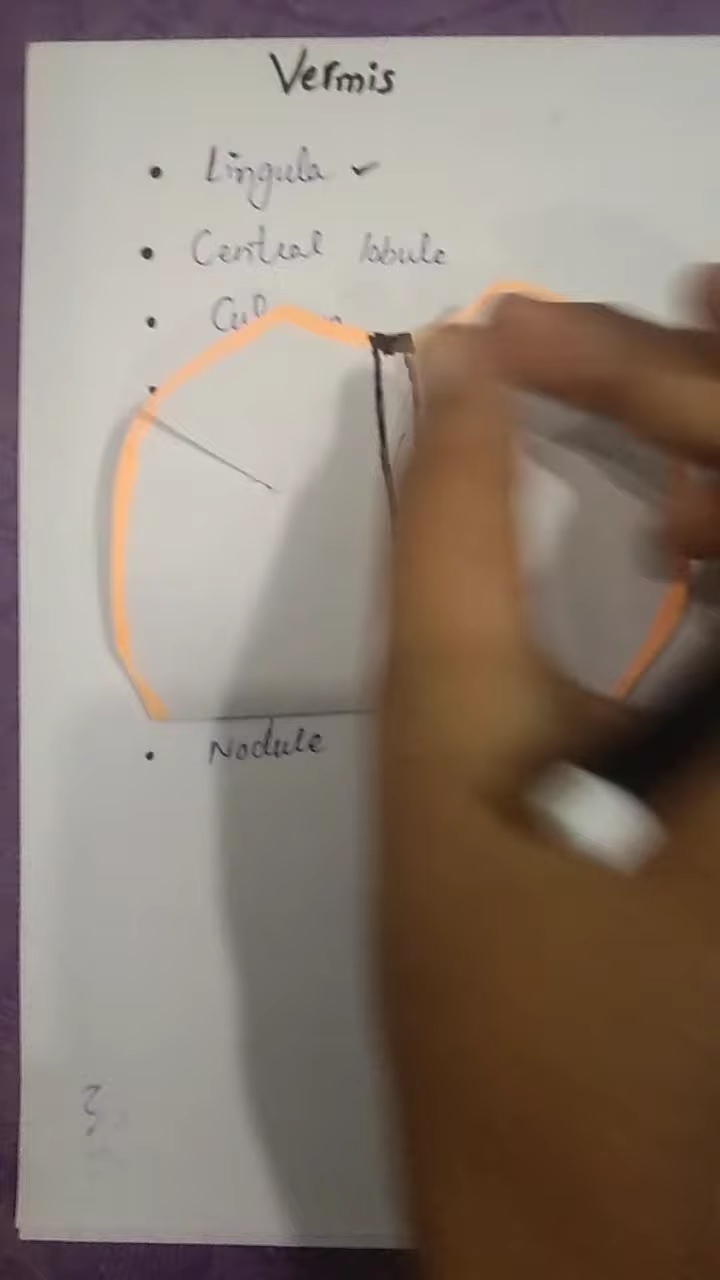 Vermis
• Lingula ✓
• Central lobule
•
•
• Nodule